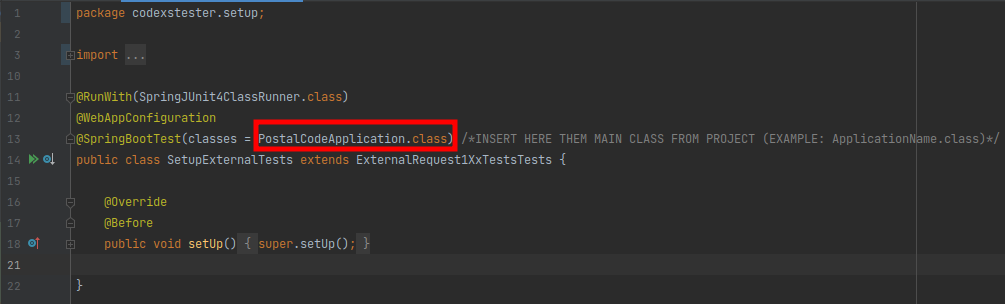 1 package codexstester.setup;
2
3 import ...
10
11 @RunWith(SpringJUnit4ClassRunner.class)
12 @WebAppConfiguration
13 @SpringBootTest(classes = PostalCodeApplication.class) /*INSERT HERE THEM MAIN CLASS FROM PROJECT (EXAMPLE: ApplicationName.class)*/
14 public class SetupExternalTests extends ExternalRequest1XxTestsTests {
15
16 @Override
17 @Before
18 public void setUp() { super.setUp(); }
21
22 }